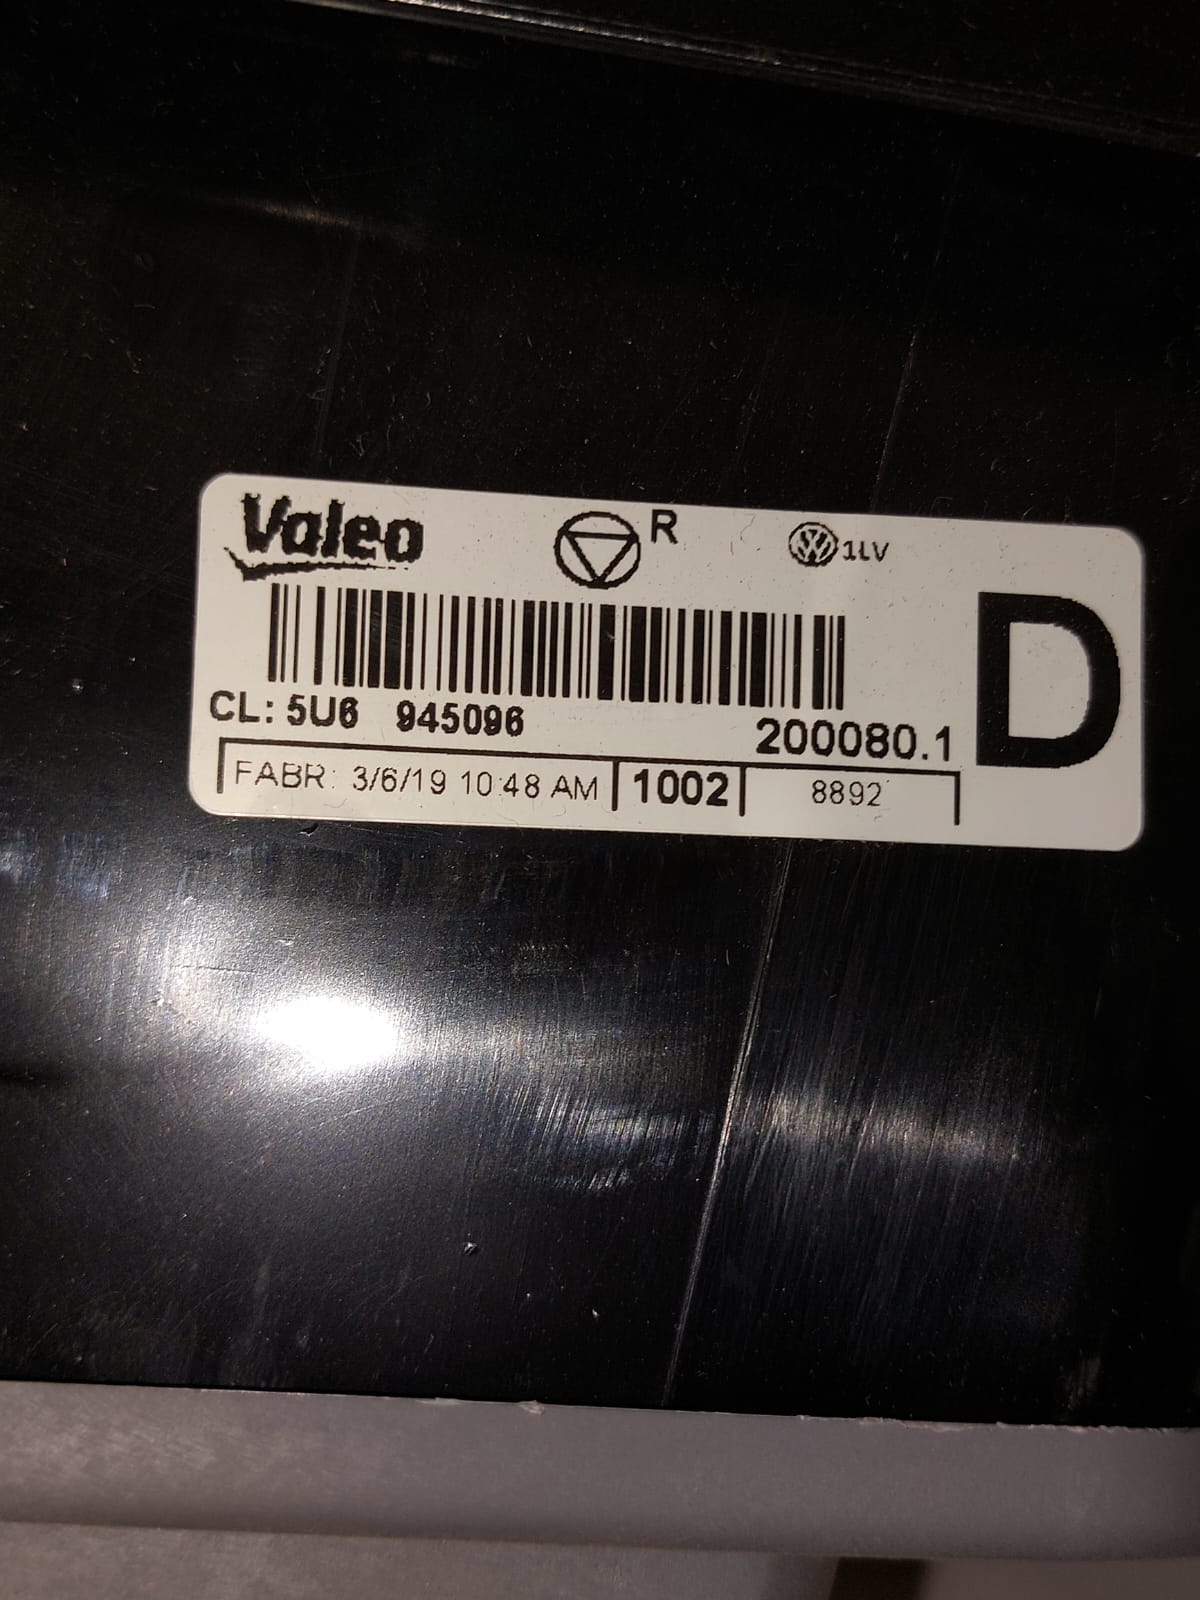 Valeo R 1LV
D
CL: 5U6 945096 200080.1
FABR: 3/6/19 10:48 AM 1002 8892